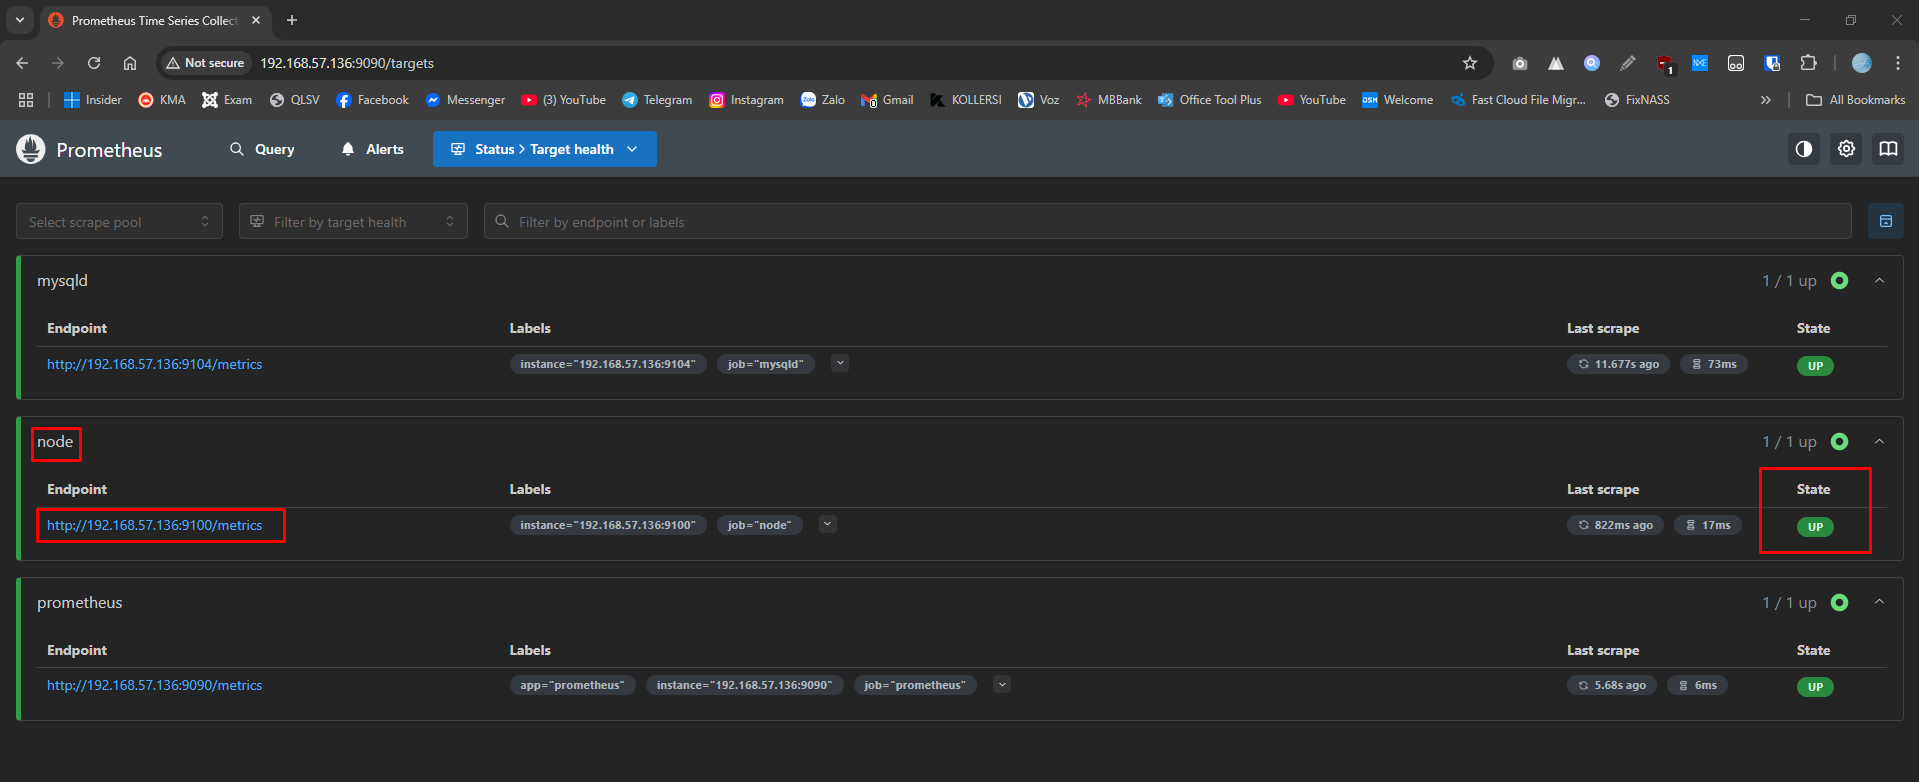 Prometheus Time Series Collect
Not secure 192.168.57.136:9090/targets
1
Insider KMA Exam QLSV Facebook Messenger (3) YouTube Telegram Instagram Zalo Gmail KOLLERSI Voz MBBank Office Tool Plus YouTube Welcome Fast Cloud File Migr... FixNASS All Bookmarks
Prometheus Query Alerts Status > Target health
Select scrape pool Filter by target health Filter by endpoint or labels
mysqld 1 / 1 up
Endpoint Labels Last scrape State
http://192.168.57.136:9104/metrics instance="192.168.57.136:9104" job="mysqld" 11.677s ago 73ms UP
node 1 / 1 up
Endpoint Labels Last scrape State
http://192.168.57.136:9100/metrics instance="192.168.57.136:9100" job="node" 822ms ago 17ms UP
prometheus 1 / 1 up
Endpoint Labels Last scrape State
http://192.168.57.136:9090/metrics app="prometheus" instance="192.168.57.136:9090" job="prometheus" 5.68s ago 6ms UP